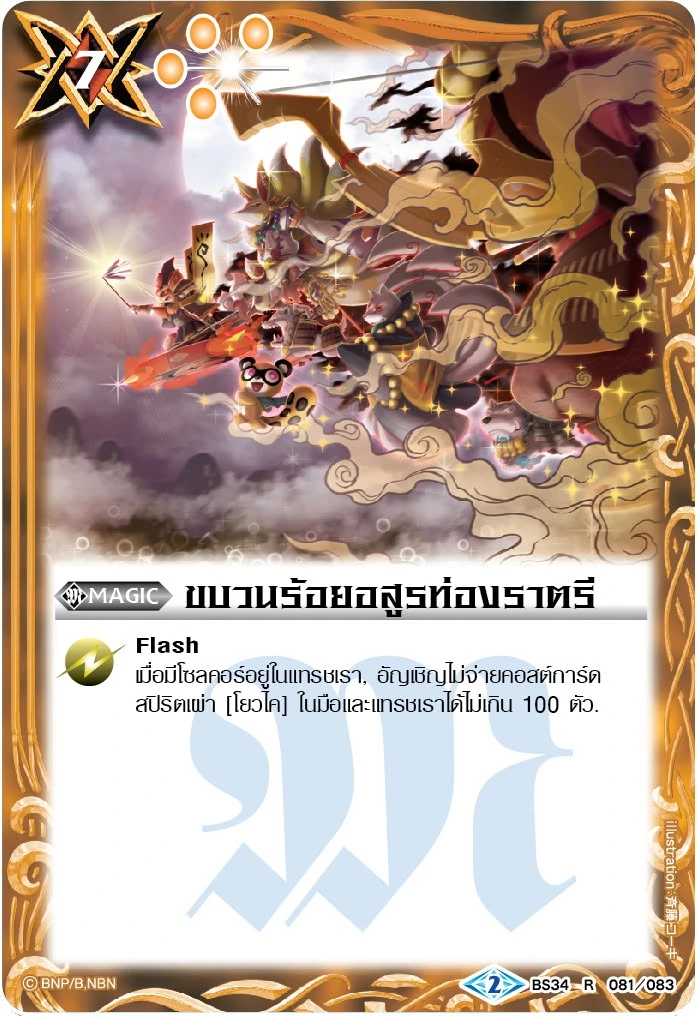 7
MAGIC ขบวนร้อยอสูรท่องราตรี
Flash
เมื่อมีโซลคอร์อยู่ในแทรชเรา, อัญเชิญไม่จ่ายคอสต์การ์ด
สปิริตเผ่า [โยวไค] ในมือและแทรชเราได้ไม่เกิน 100 ตัว.
illustration:斉藤コーキ
©BNP/B,NBN
2 BS34 R 081/083